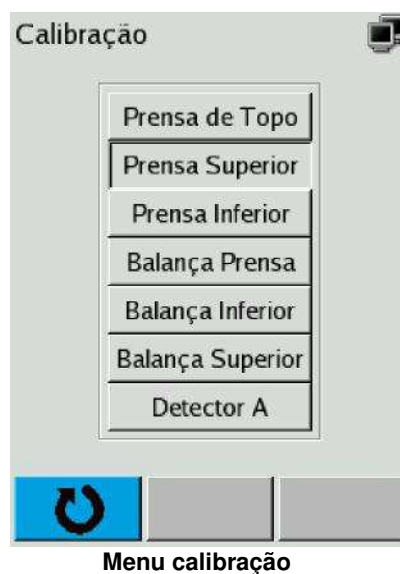 Calibração
Prensa de Topo
Prensa Superior
Prensa Inferior
Balança Prensa
Balança Inferior
Balança Superior
Detector A
Menu calibração